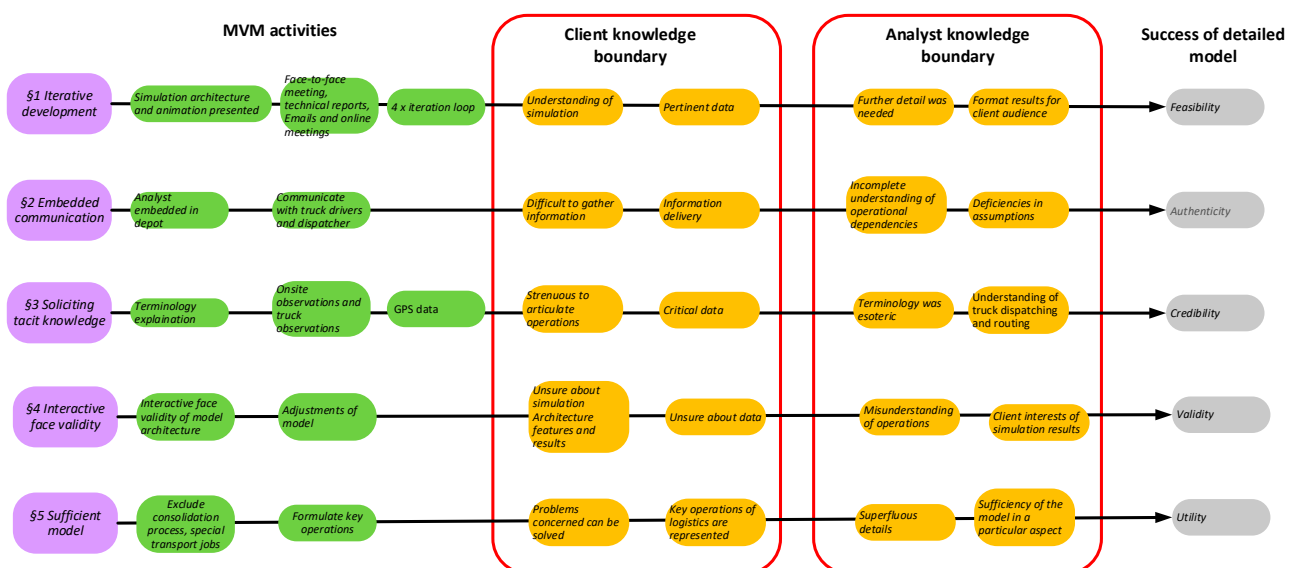 MVM activities
Client knowledge
boundary
Analyst knowledge
boundary
Success of detailed
model
§1 Iterative
development
Simulation architecture
and animation presented
Face-to-face
meeting,
technical reports,
Emails and online
meetings
4 x iteration loop
Understanding of
simulation
Pertinent data
Further detail was
needed
Format results for
client audience
Feasibility
§2 Embedded
communication
Analyst
embedded in
depot
Communicate
with truck drivers
and dispatcher
Difficult to gather
information
Information
delivery
Incomplete
understanding of
operational
dependencies
Deficiencies in
assumptions
Authenticity
§3 Soliciting
tacit knowledge
Terminology
explaination
Onsite
observations and
truck
observations
GPS data
Strenuous to
articulate
operations
Critical data
Terminology was
esoteric
Understanding of
truck dispatching
and routing
Credibility
§4 Interactive
face validity
Interactive face
validity of model
architecture
Adjustments of
model
Unsure about
simulation
Architecture
features and
results
Unsure about data
Misunderstanding
of operations
Client interests of
simulation results
Validity
§5 Sufficient
model
Exclude
consolidation
process, special
transport jobs
Formulate key
operations
Problems
concerned can be
solved
Key operations of
logistics are
represented
Superfluous
details
Sufficiency of the
model in a
particular aspect
Utility